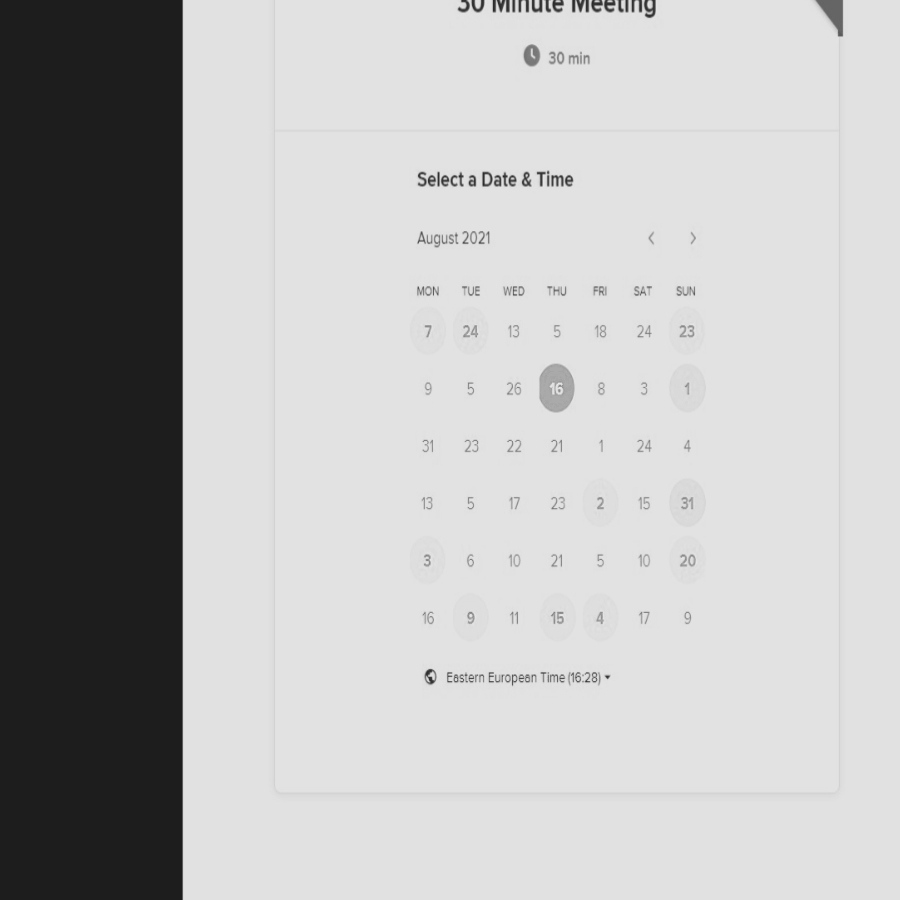 30 Minute Meeting
30 min
Select a Date & Time
August 2021
MON TUE WED THU FRI SAT SUN
7 24 13 5 18 24 23
9 5 26 16 8 3 1
31 23 22 21 1 24 4
13 5 17 23 2 15 31
3 6 10 21 5 10 20
16 9 11 15 4 17 9
Eastern European Time (16:28)